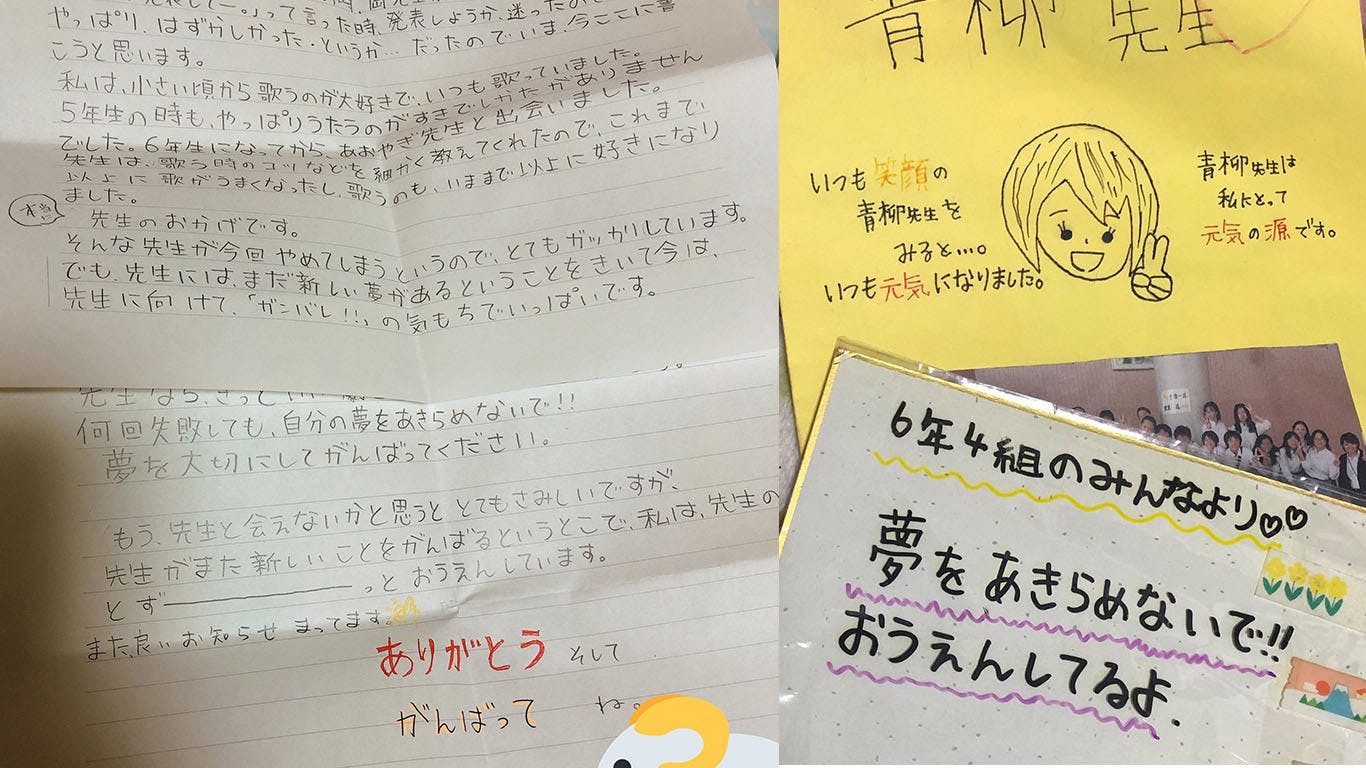 やっぱり、はずかしかった・というか…だったのでいま、今ここに書
こうと思います。
私は、小さい頃から歌うのが大好きで、いつも歌っていました。
5年生の時も、やっぱりうたうのがすきでしかたがありません
でした。6年生になってから、あおやぎ先生と出会いました。
先生は、歌う時のコツなどを細かく教えてくれたので、これまで
以上に歌がうまくなったし、歌うのも、いままで以上に好きになり
ました。
本当に
先生のおかげです。
そんな先生が今回やめてしまうというので、とてもガッカリしています。
でも、先生には、まだ新しい夢があるということをきいて今は、
先生に向けて、「ガンバレ!!」の気もちでいっぱいです。
先生なら、きっと
何回失敗しても、自分の夢をあきらめないで!!
夢を大切にしてがんばってください。
もう、先生と会えないかと思うととてもさみしいですが、
先生がまた新しいことをがんばるというとこで、私は、先生の
とず――――っとおうえんしています。
また、良いお知らせまってます。
ありがとう そして
がんばって ね。
青柳 先生
いつも笑顔の
青柳先生を
みると…。
いつも元気になりました。
青柳先生は
私にとって
元気の源です。
6年4組のみんなより♡♡
夢をあきらめないで!!
おうえんしてるよ.